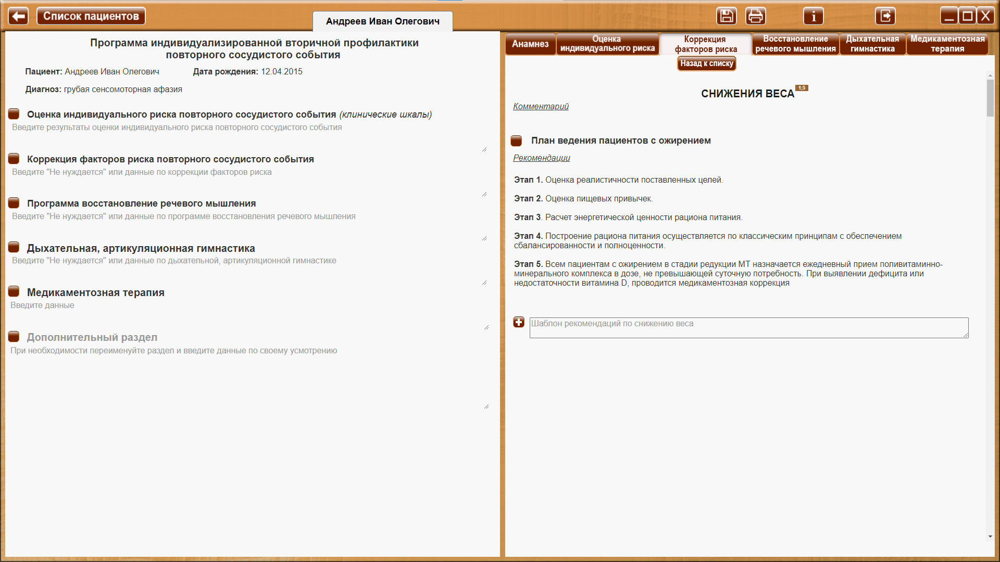 Список пациентов
Андреев Иван Олегович
i
X
Программа индивидуализированной вторичной профилактики
повторного сосудистого события
Пациент: Андреев Иван Олегович
Дата рождения: 12.04.2015
Диагноз: грубая сенсомоторная афазия
Оценка индивидуального риска повторного сосудистого события (клинические шкалы)
Введите результаты оценки индивидуального риска повторного сосудистого события
Коррекция факторов риска повторного сосудистого события
Введите "Не нуждается" или данные по коррекции факторов риска
Программа восстановление речевого мышления
Введите "Не нуждается" или данные по программе восстановления речевого мышления
Дыхательная, артикуляционная гимнастика
Введите "Не нуждается" или данные по дыхательной, артикуляционной гимнастике
Медикаментозная терапия
Введите данные
Дополнительный раздел
При необходимости переименуйте раздел и введите данные по своему усмотрению
Анамнез
Оценка
индивидуального риска
Коррекция
факторов риска
Восстановление
речевого мышления
Дыхательная
гимнастика
Медикаментозная
терапия
Назад к списку
СНИЖЕНИЯ ВЕСА 1;5
Комментарий
План ведения пациентов с ожирением
Рекомендации
Этап 1. Оценка реалистичности поставленных целей.
Этап 2. Оценка пищевых привычек.
Этап 3. Расчет энергетической ценности рациона питания.
Этап 4. Построение рациона питания осуществляется по классическим принципам с обеспечением
сбалансированности и полноценности.
Этап 5. Всем пациентам с ожирением в стадии редукции МТ назначается ежедневный прием поливитаминно-
минерального комплекса в дозе, не превышающей суточную потребность. При выявлении дефицита или
недостаточности витамина D, проводится медикаментозная коррекция
Шаблон рекомендаций по снижению веса